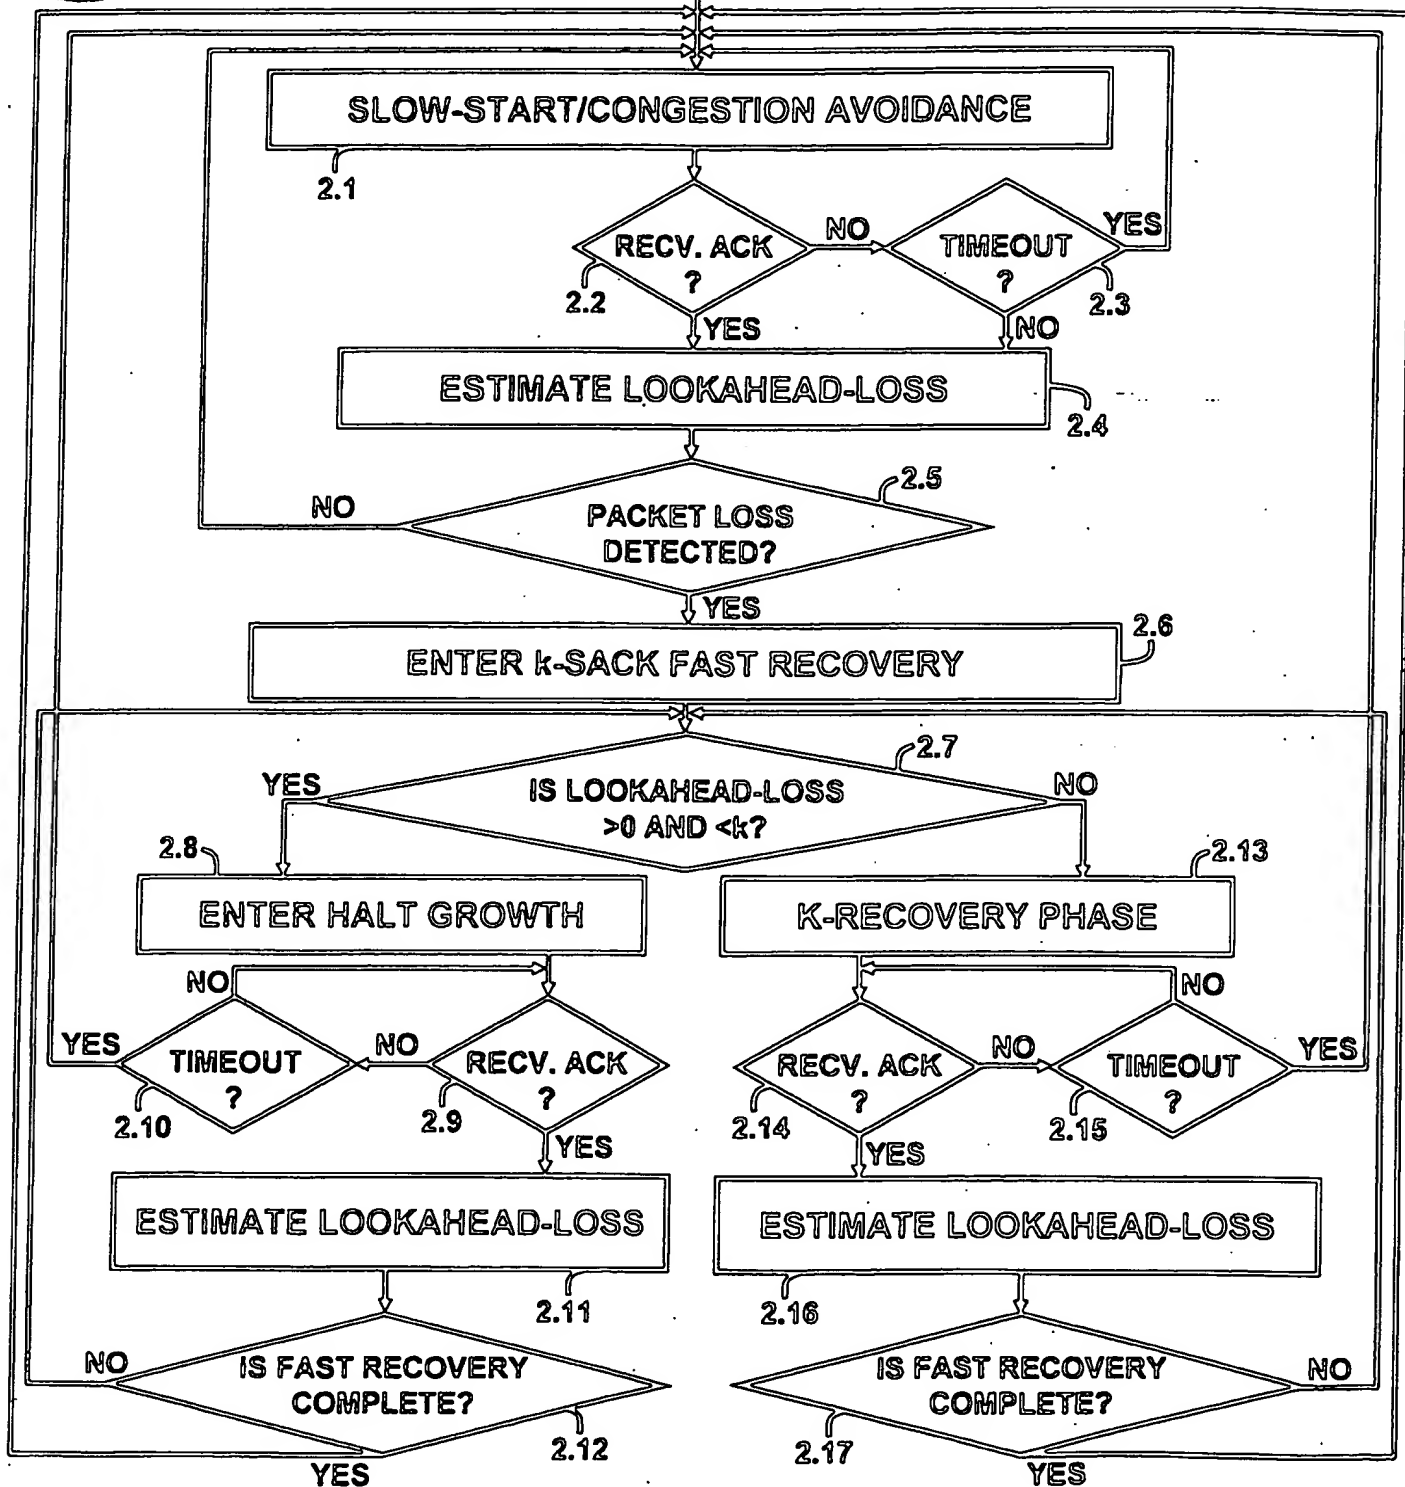 SLOW-START/CONGESTION AVOIDANCE
2.1
RECV. ACK
?
2.2
NO
TIMEOUT
?
YES
2.3
YES
NO
ESTIMATE LOOKAHEAD-LOSS
2.4
2.5
NO
PACKET LOSS
DETECTED?
YES
2.6
ENTER k-SACK FAST RECOVERY
2.7
YES
IS LOOKAHEAD-LOSS
>0 AND <k?
NO
2.8
ENTER HALT GROWTH
2.13
K-RECOVERY PHASE
NO
YES
TIMEOUT
?
2.10
NO
RECV. ACK
?
2.9
YES
RECV. ACK
?
2.14
NO
TIMEOUT
?
2.15
NO
YES
YES
ESTIMATE LOOKAHEAD-LOSS
2.11
ESTIMATE LOOKAHEAD-LOSS
2.16
NO
IS FAST RECOVERY
COMPLETE?
2.12
YES
IS FAST RECOVERY
COMPLETE?
NO
2.17
YES